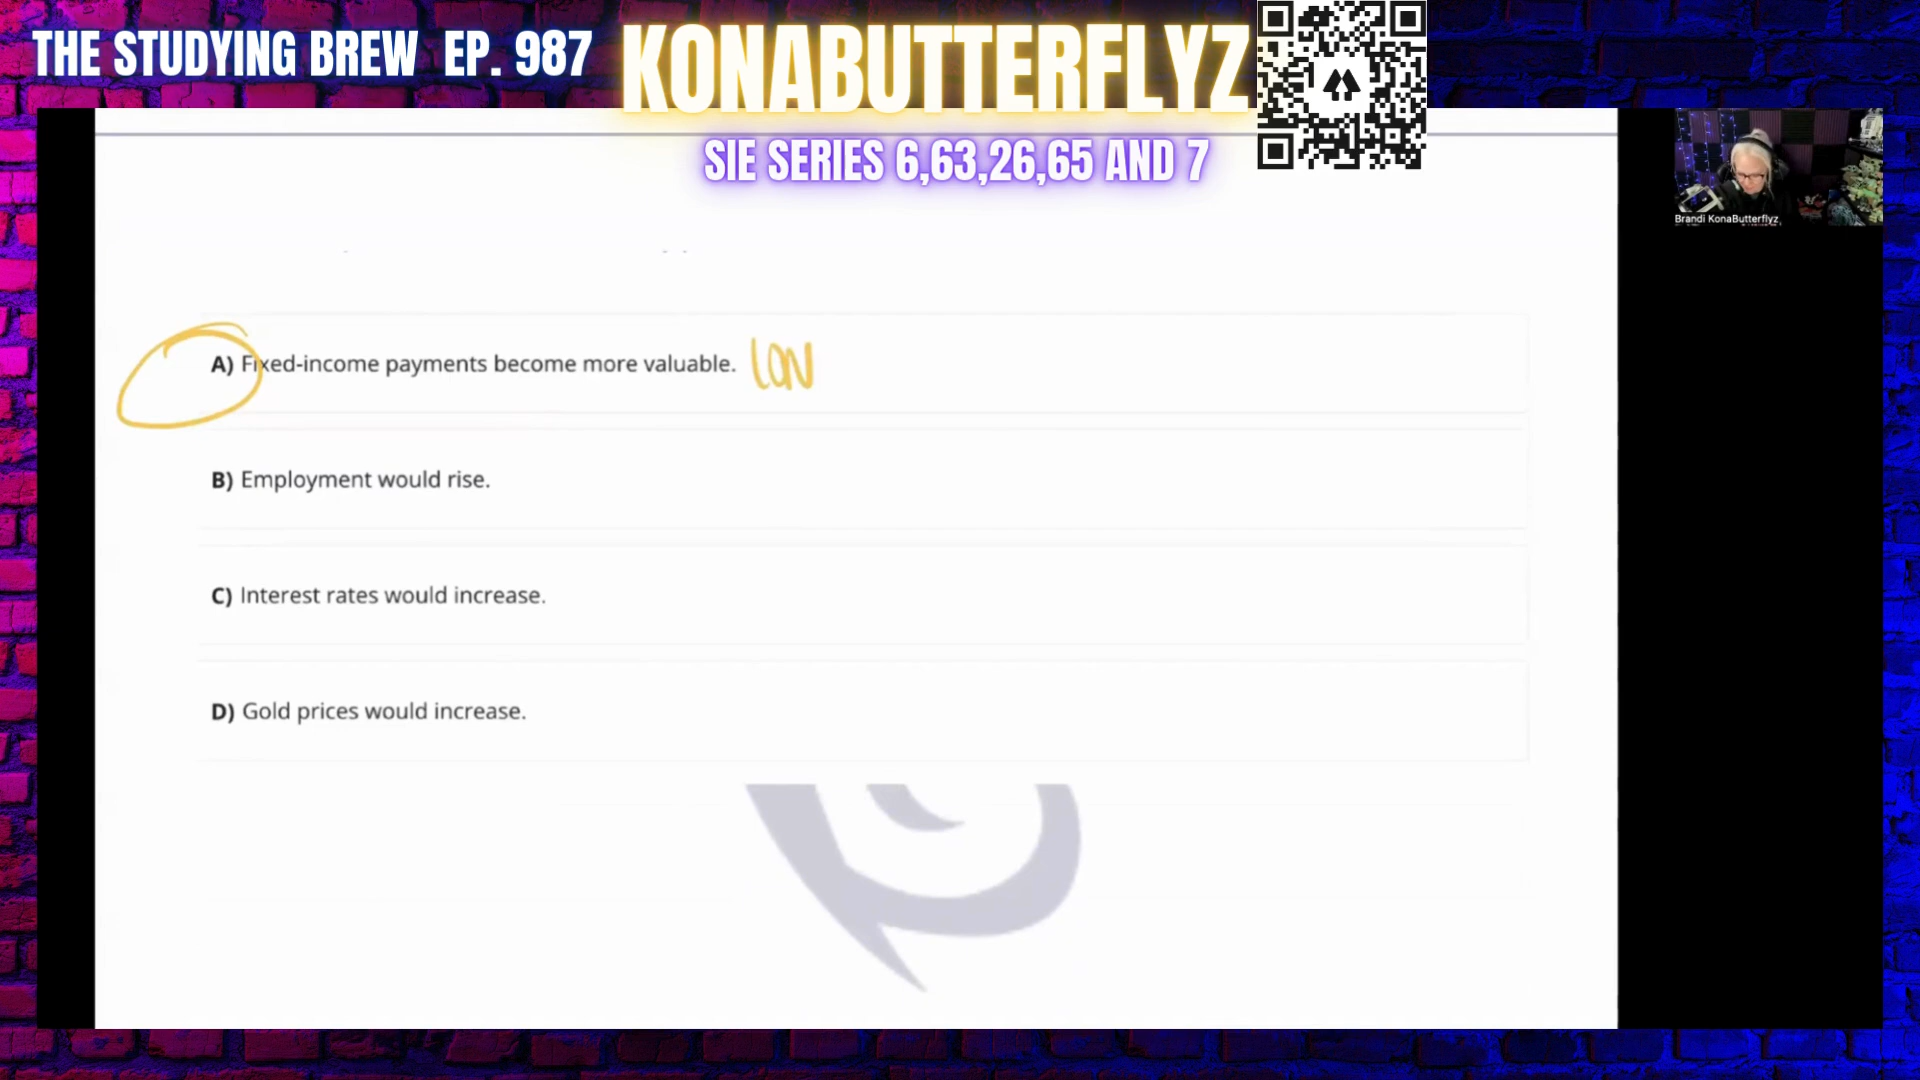 THE STUDYING BREW EP. 987
KONABUTTERFLYZ
SIE SERIES 6,63,26,65 AND 7
Brandi KonaButterflyz
A) Fixed-income payments become more valuable.
B) Employment would rise.
C) Interest rates would increase.
D) Gold prices would increase.